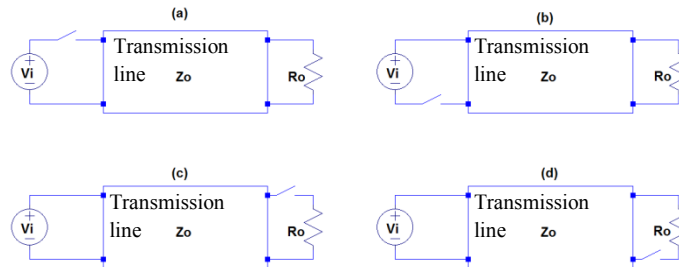 (a)
Transmission
line Zo
Vi
Ro
(b)
Transmission
line Zo
Vi
Ro
(c)
Transmission
line Zo
Vi
Ro
(d)
Transmission
line Zo
Vi
Ro